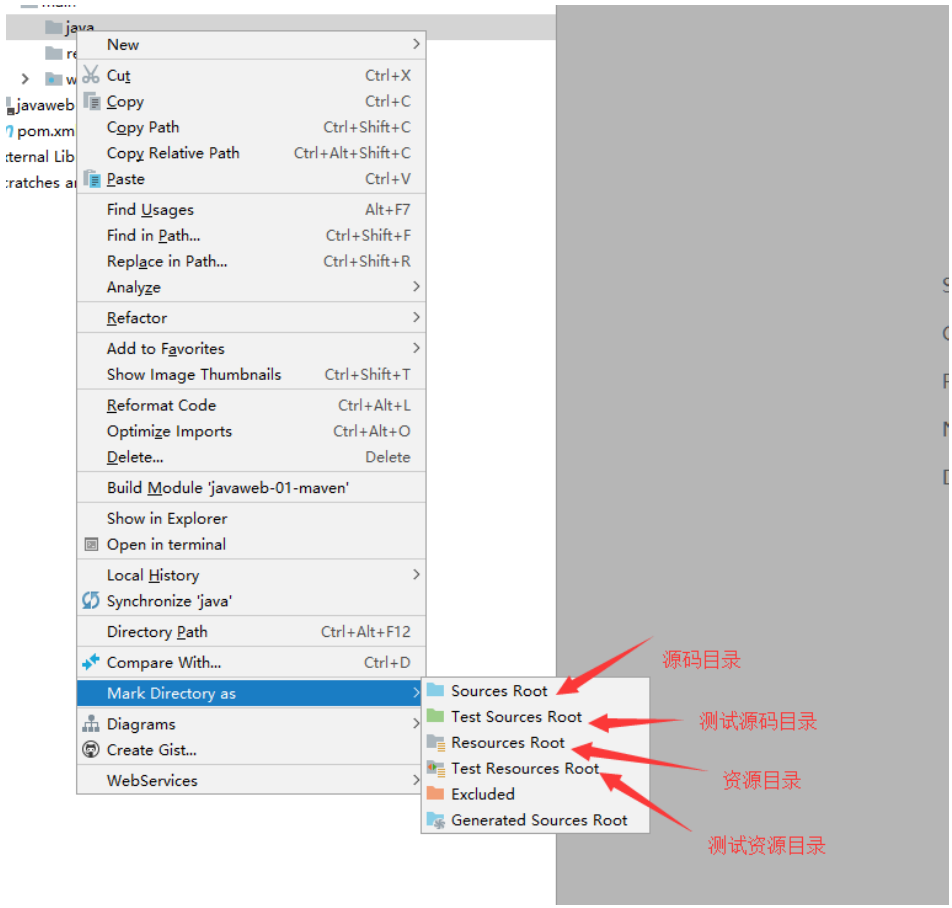 java
New
Cut Ctrl+X
javaweb
Copy Ctrl+C
pom.xm
Copy Path Ctrl+Shift+C
Copy Relative Path Ctrl+Alt+Shift+C
Paste Ctrl+V
Find Usages Alt+F7
Find in Path... Ctrl+Shift+F
Replace in Path... Ctrl+Shift+R
Analyze
Refactor
Add to Favorites
Show Image Thumbnails Ctrl+Shift+T
Reformat Code Ctrl+Alt+L
Optimize Imports Ctrl+Alt+O
Delete... Delete
Build Module 'javaweb-01-maven'
Show in Explorer
Open in terminal
Local History
Synchronize 'java'
Directory Path Ctrl+Alt+F12
Compare With... Ctrl+D
Mark Directory as
Diagrams
Create Gist...
WebServices
Sources Root
源码目录
Test Sources Root
测试源码目录
Resources Root
资源目录
Test Resources Root
测试资源目录
Excluded
Generated Sources Root